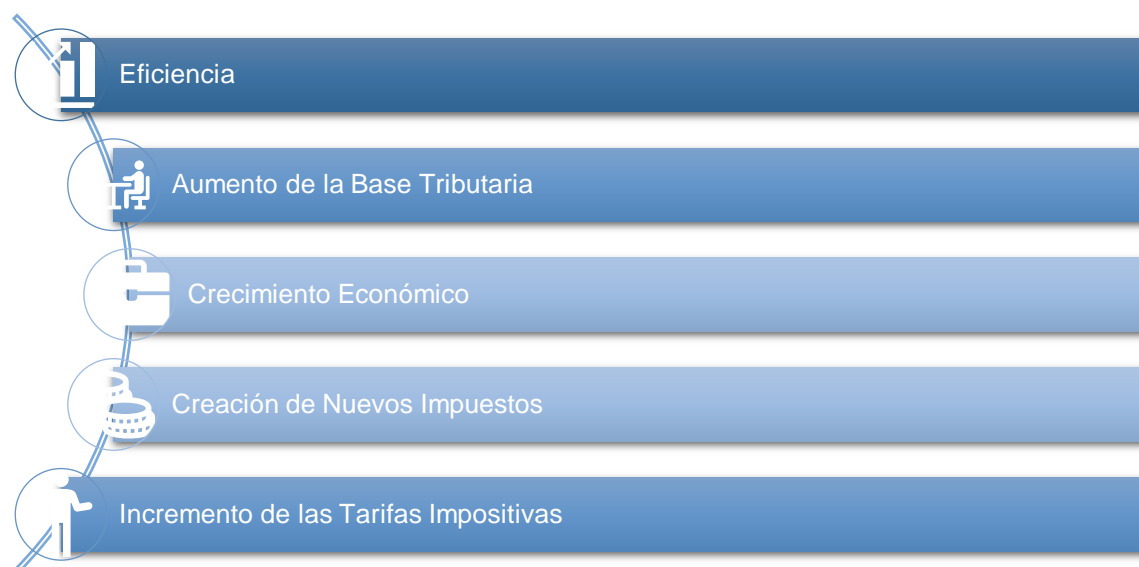 Eficiencia
Aumento de la Base Tributaria
Crecimiento Económico
Creación de Nuevos Impuestos
Incremento de las Tarifas Impositivas